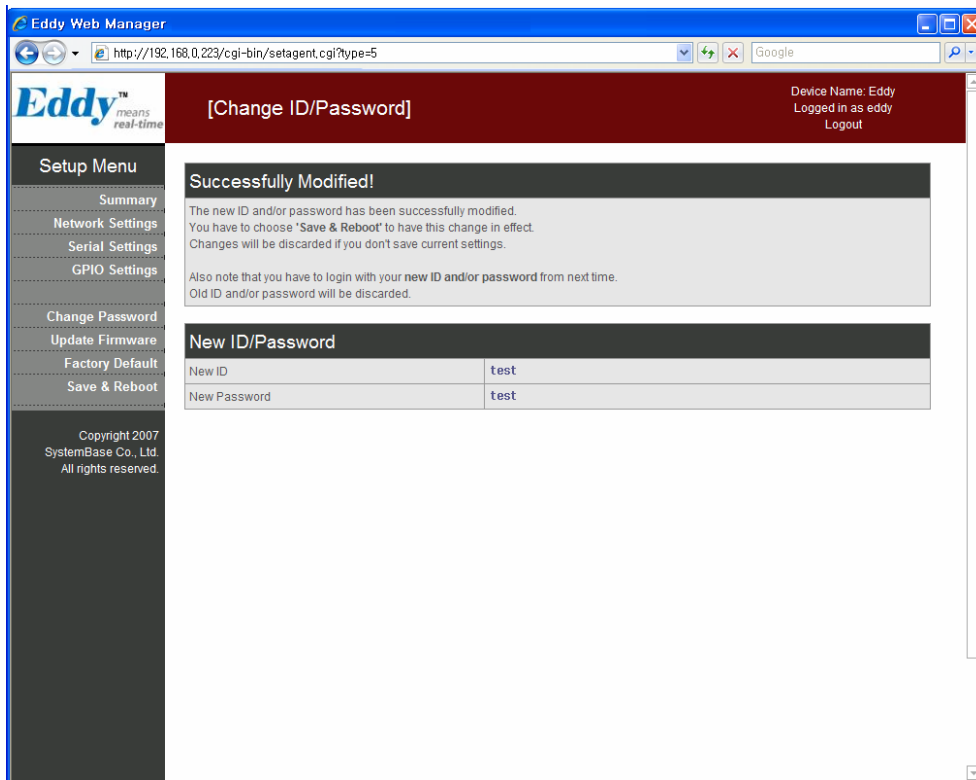 Eddy Web Manager
http://192,168,0,223/cgi-bin/setagent,cgi?type=5
Google
Eddy™
means
real-time
[Change ID/Password]
Device Name: Eddy
Logged in as eddy
Logout
Setup Menu
Summary
Network Settings
Serial Settings
GPIO Settings
Change Password
Update Firmware
Factory Default
Save & Reboot
Copyright 2007
SystemBase Co., Ltd.
All rights reserved.
Successfully Modified!
The new ID and/or password has been successfully modified.
You have to choose 'Save & Reboot' to have this change in effect.
Changes will be discarded if you don't save current settings.
Also note that you have to login with your new ID and/or password from next time.
Old ID and/or password will be discarded.
New ID/Password
New ID test
New Password test